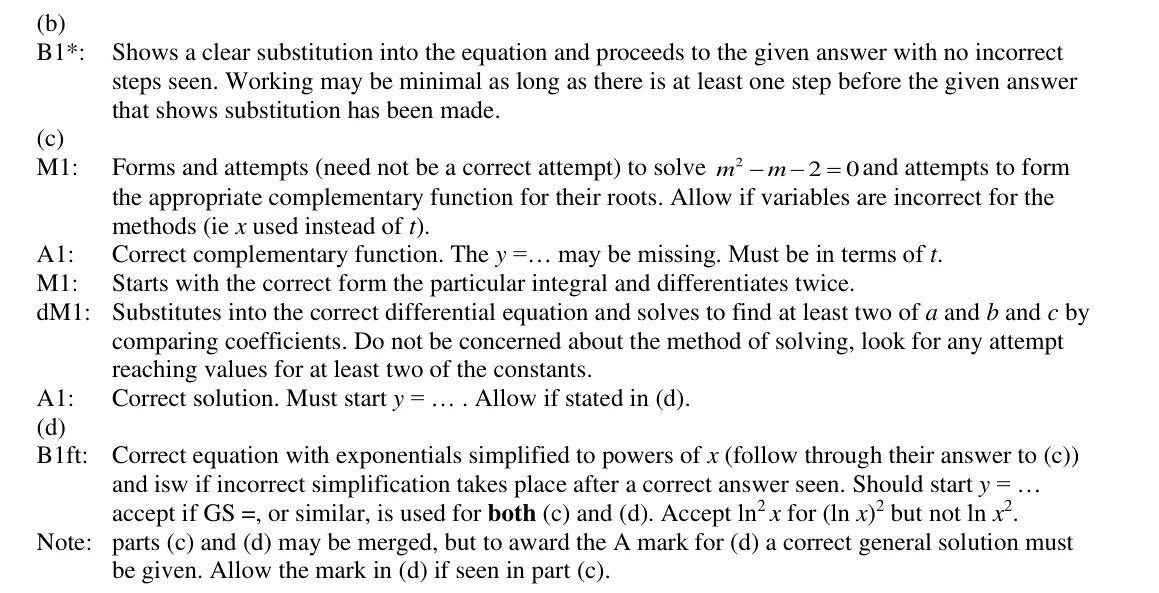 (b)
B1*: Shows a clear substitution into the equation and proceeds to the given answer with no incorrect
steps seen. Working may be minimal as long as there is at least one step before the given answer
that shows substitution has been made.
(c)
M1: Forms and attempts (need not be a correct attempt) to solve m² – m – 2 = 0 and attempts to form
the appropriate complementary function for their roots. Allow if variables are incorrect for the
methods (ie x used instead of t).
A1: Correct complementary function. The y =… may be missing. Must be in terms of t.
M1: Starts with the correct form the particular integral and differentiates twice.
dM1: Substitutes into the correct differential equation and solves to find at least two of a and b and c by
comparing coefficients. Do not be concerned about the method of solving, look for any attempt
reaching values for at least two of the constants.
A1: Correct solution. Must start y = … . Allow if stated in (d).
(d)
B1ft: Correct equation with exponentials simplified to powers of x (follow through their answer to (c))
and isw if incorrect simplification takes place after a correct answer seen. Should start y = …
accept if GS =, or similar, is used for both (c) and (d). Accept ln² x for (ln x)² but not ln x².
Note: parts (c) and (d) may be merged, but to award the A mark for (d) a correct general solution must
be given. Allow the mark in (d) if seen in part (c).